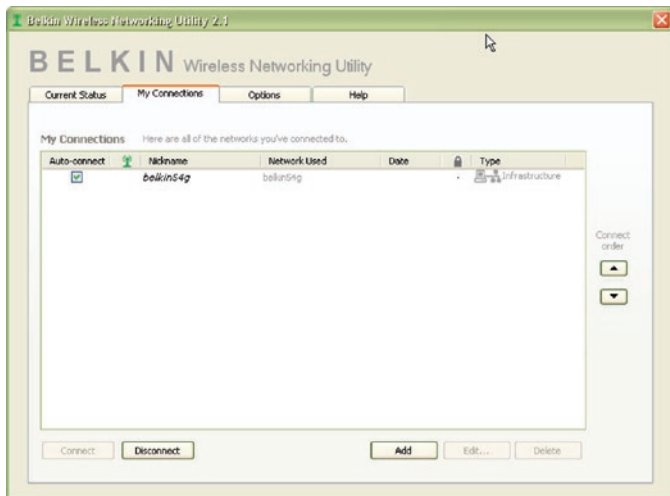 Belkin Wireless Networking Utility 2.1
BELKIN Wireless Networking Utility
Current Status My Connections Options Help
My Connections Here are all of the networks you've connected to.
Auto-connect Nickname Network Used Date Type
belkin54g belkin54g Infrastructure
Connect order
Connect Disconnect Add Edit... Delete